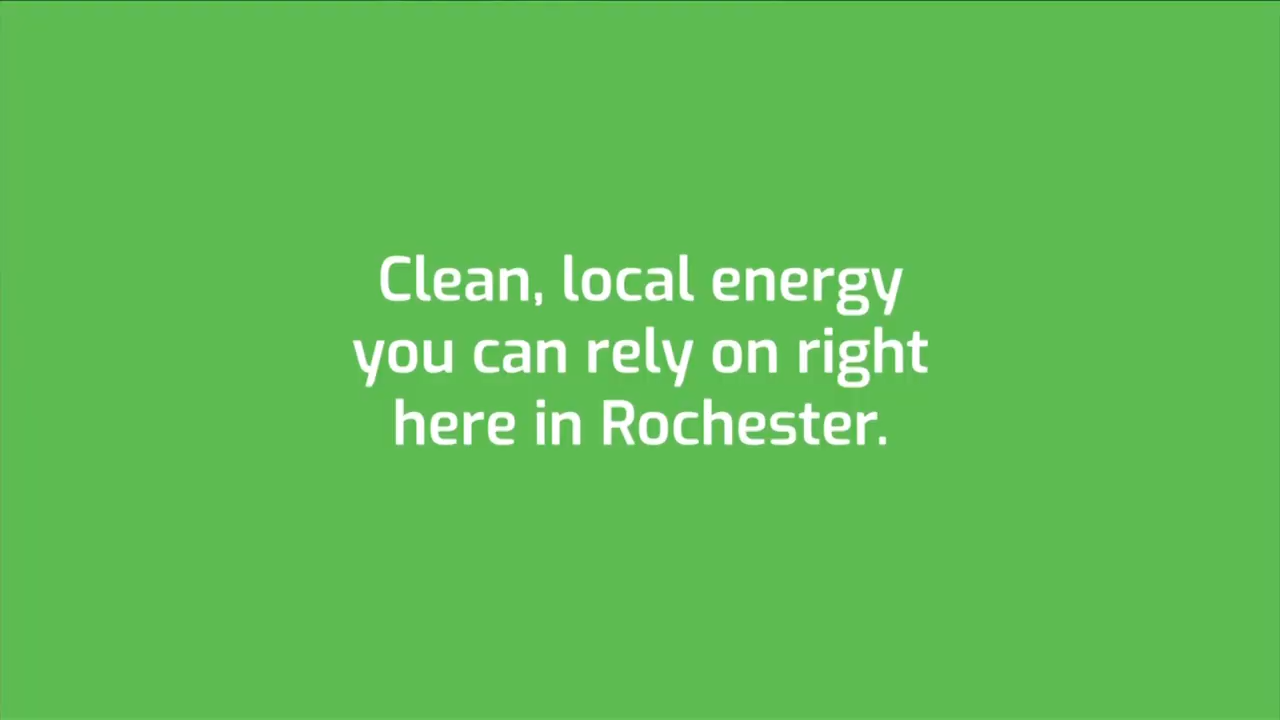 Clean, local energy
you can rely on right
here in Rochester.